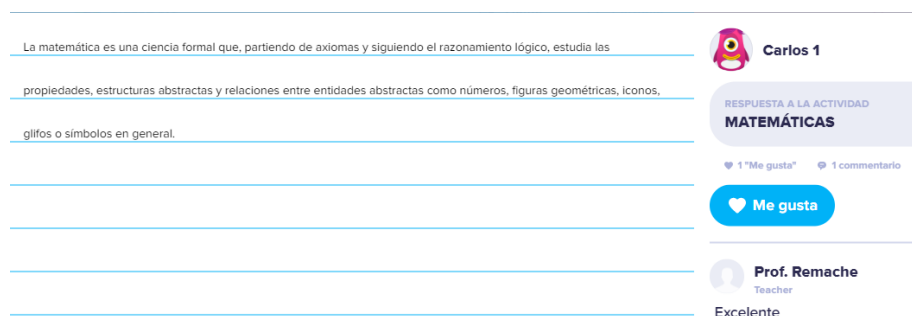 La matemática es una ciencia formal que, partiendo de axiomas y siguiendo el razonamiento lógico, estudia las
propiedades, estructuras abstractas y relaciones entre entidades abstractas como números, figuras geométricas, iconos,
glifos o símbolos en general.
Carlos 1
RESPUESTA A LA ACTIVIDAD
MATEMÁTICAS
1 "Me gusta" 1 commentario
Me gusta
Prof. Remache
Teacher
Excelente